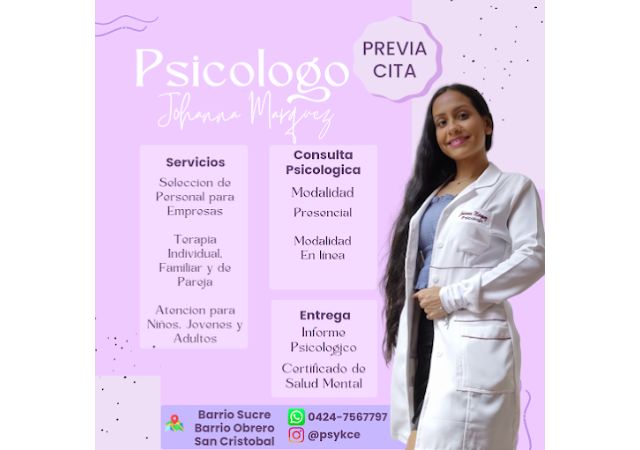 PREVIA
CITA
Psicologo
Johanna Marquez
Servicios
Seleccion de
Personal para
Empresas
Terapia
Individual,
Familiar y de
Pareja
Atencion para
Niños, Jovenes y
Adultos
Consulta
Psicologica
Modalidad
Presencial
Modalidad
En línea
Entrega
Informe
Psicologico
Certificado de
Salud Mental
Barrio Sucre
Barrio Obrero
San Cristobal
0424-7567797
@psykce
Psicologo